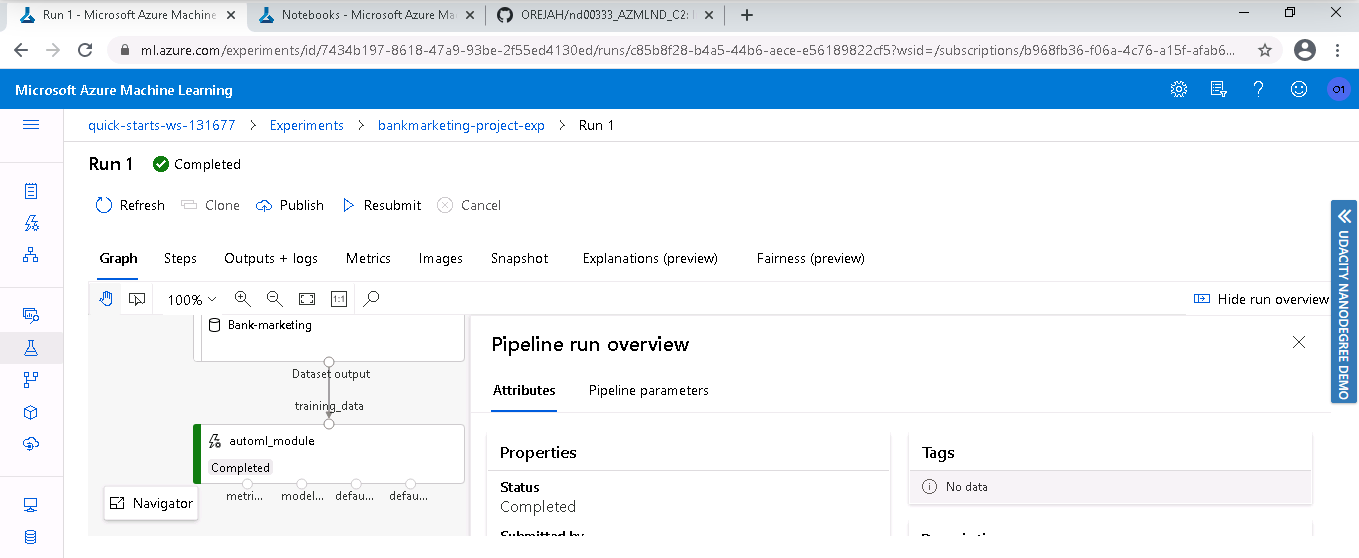 Run 1 - Microsoft Azure Machine
Notebooks - Microsoft Azure Ma
OREJAH/nd00333_AZMLND_C2:
ml.azure.com/experiments/id/7434b197-8618-47a9-93be-2f55ed4130ed/runs/c85b8f28-b4a5-44b6-aece-e56189822cf5?wsid=/subscriptions/b968fb36-f06a-4c76-a15f-afab6...
Microsoft Azure Machine Learning
O1
quick-starts-ws-131677 > Experiments > bankmarketing-project-exp > Run 1
Run 1 Completed
Refresh Clone Publish Resubmit Cancel
Graph Steps Outputs + logs Metrics Images Snapshot Explanations (preview) Fairness (preview)
100% 1:1 Hide run overview
Bank-marketing
Dataset output
training_data
automl_module
Completed
metri... model... defau... defau...
Navigator
Pipeline run overview
Attributes Pipeline parameters
Properties
Status
Completed
Submitted by
Tags
No data
UDACITY NANODEGREE DEMO